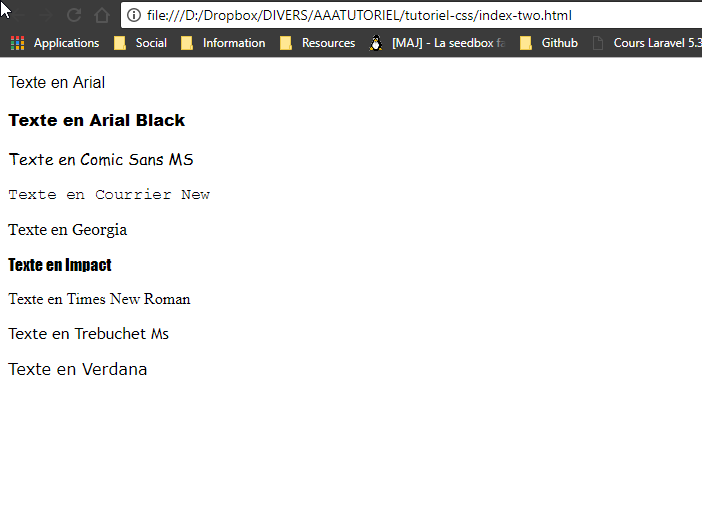 file:///D:/Dropbox/DIVERS/AAATUTORIEL/tutoriel-css/index-two.html
Applications Social Information Resources [MAJ] - La seedbox Github Cours Laravel 5.3
Texte en Arial
Texte en Arial Black
Texte en Comic Sans MS
Texte en Courrier New
Texte en Georgia
Texte en Impact
Texte en Times New Roman
Texte en Trebuchet Ms
Texte en Verdana